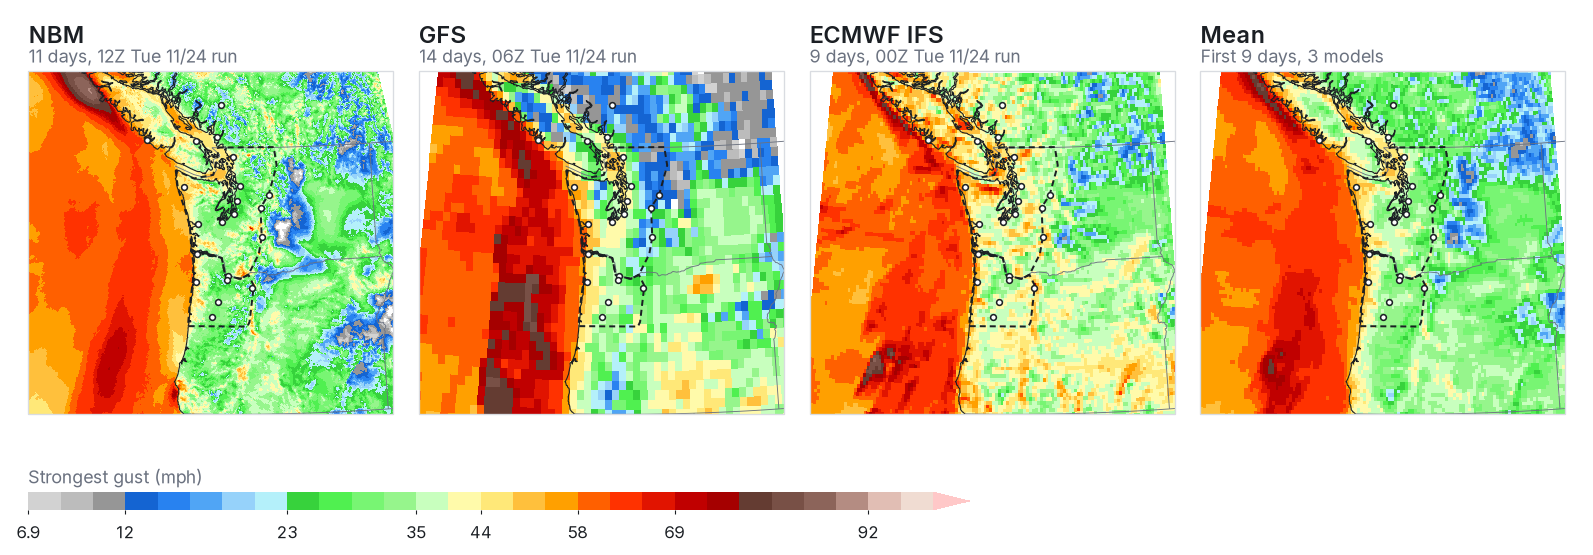 NBM
11 days, 12Z Tue 11/24 run
GFS
14 days, 06Z Tue 11/24 run
ECMWF IFS
9 days, 00Z Tue 11/24 run
Mean
First 9 days, 3 models
Strongest gust (mph)
6.9 12 23 35 44 58 69 92